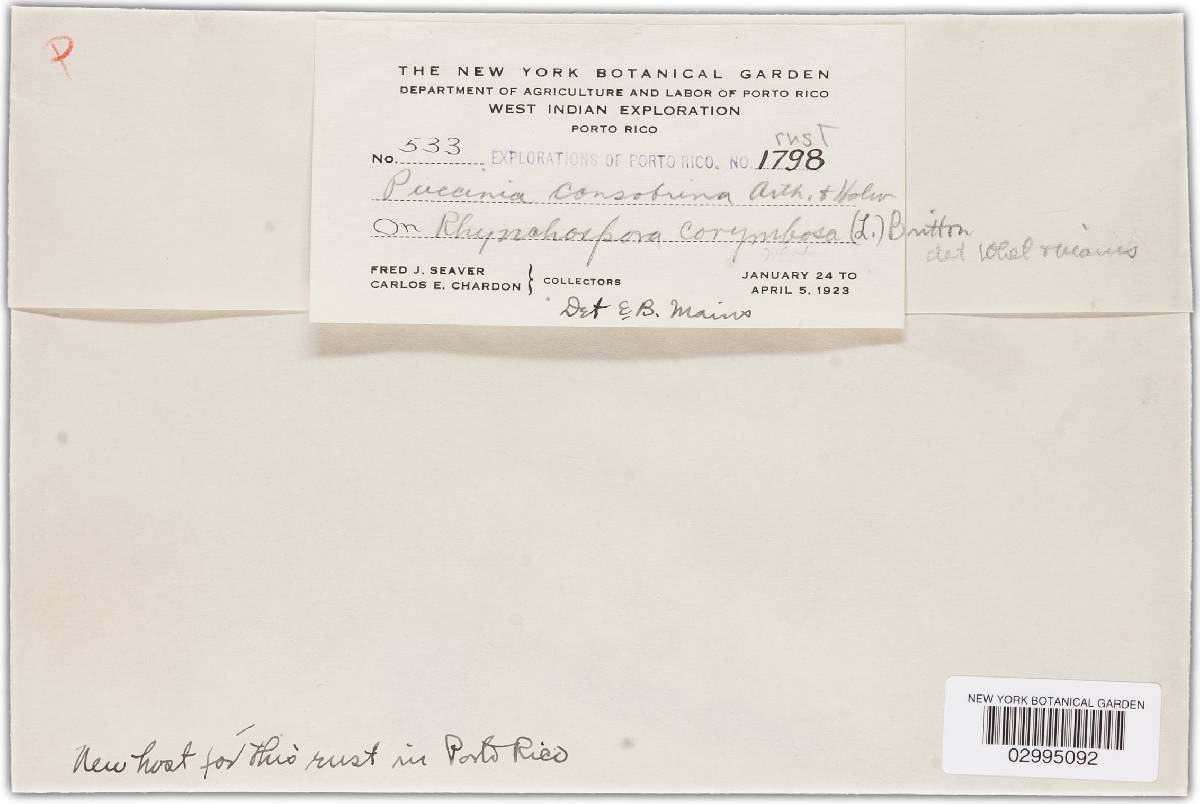 P
THE NEW YORK BOTANICAL GARDEN
DEPARTMENT OF AGRICULTURE AND LABOR OF PORTO RICO
WEST INDIAN EXPLORATION
PORTO RICO
rust
No. 533 EXPLORATIONS OF PORTO RICO. NO. 1798
Puccinia consobrina Arth. & Holw
On Rhynchospora corymbosa (L.) Britton
det
FRED J. SEAVER
CARLOS E. CHARDON } COLLECTORS
JANUARY 24 TO
APRIL 5, 1923
Det E.B. Mains
New host for this rust in Porto Rico
NEW YORK BOTANICAL GARDEN
02995092